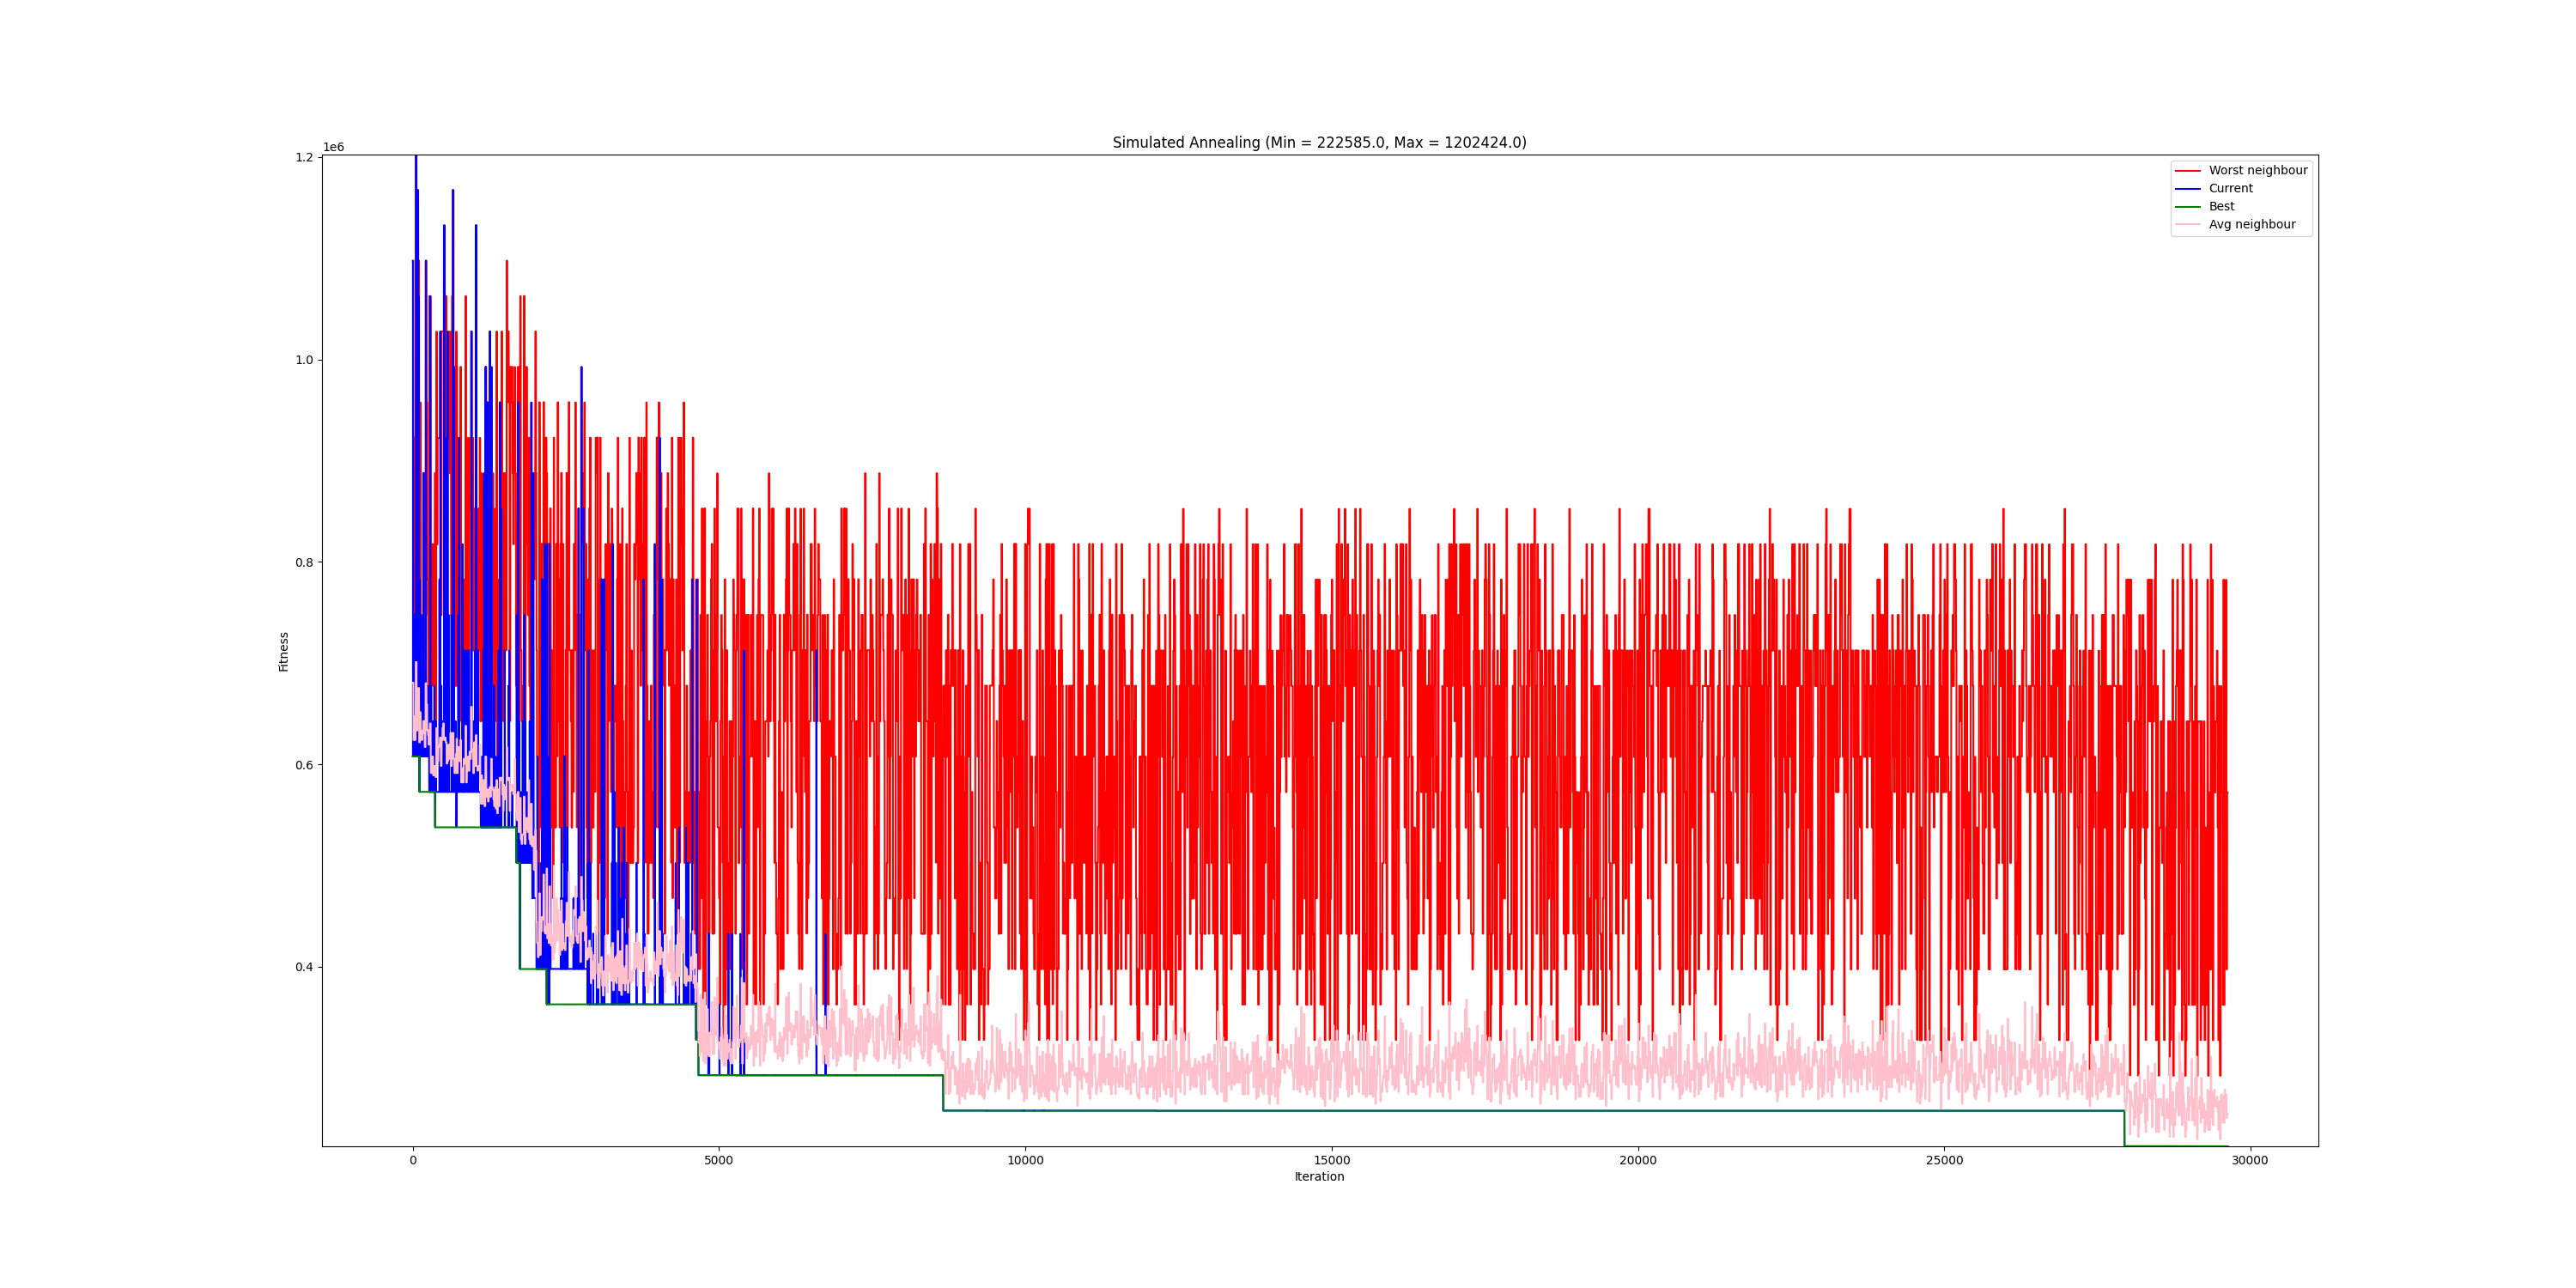 Simulated Annealing (Min = 222585.0, Max = 1202424.0)
1e6
1.2
1.0
0.8
0.6
0.4
Fitness
Worst neighbour
Current
Best
Avg neighbour
0 5000 10000 15000 20000 25000 30000
Iteration